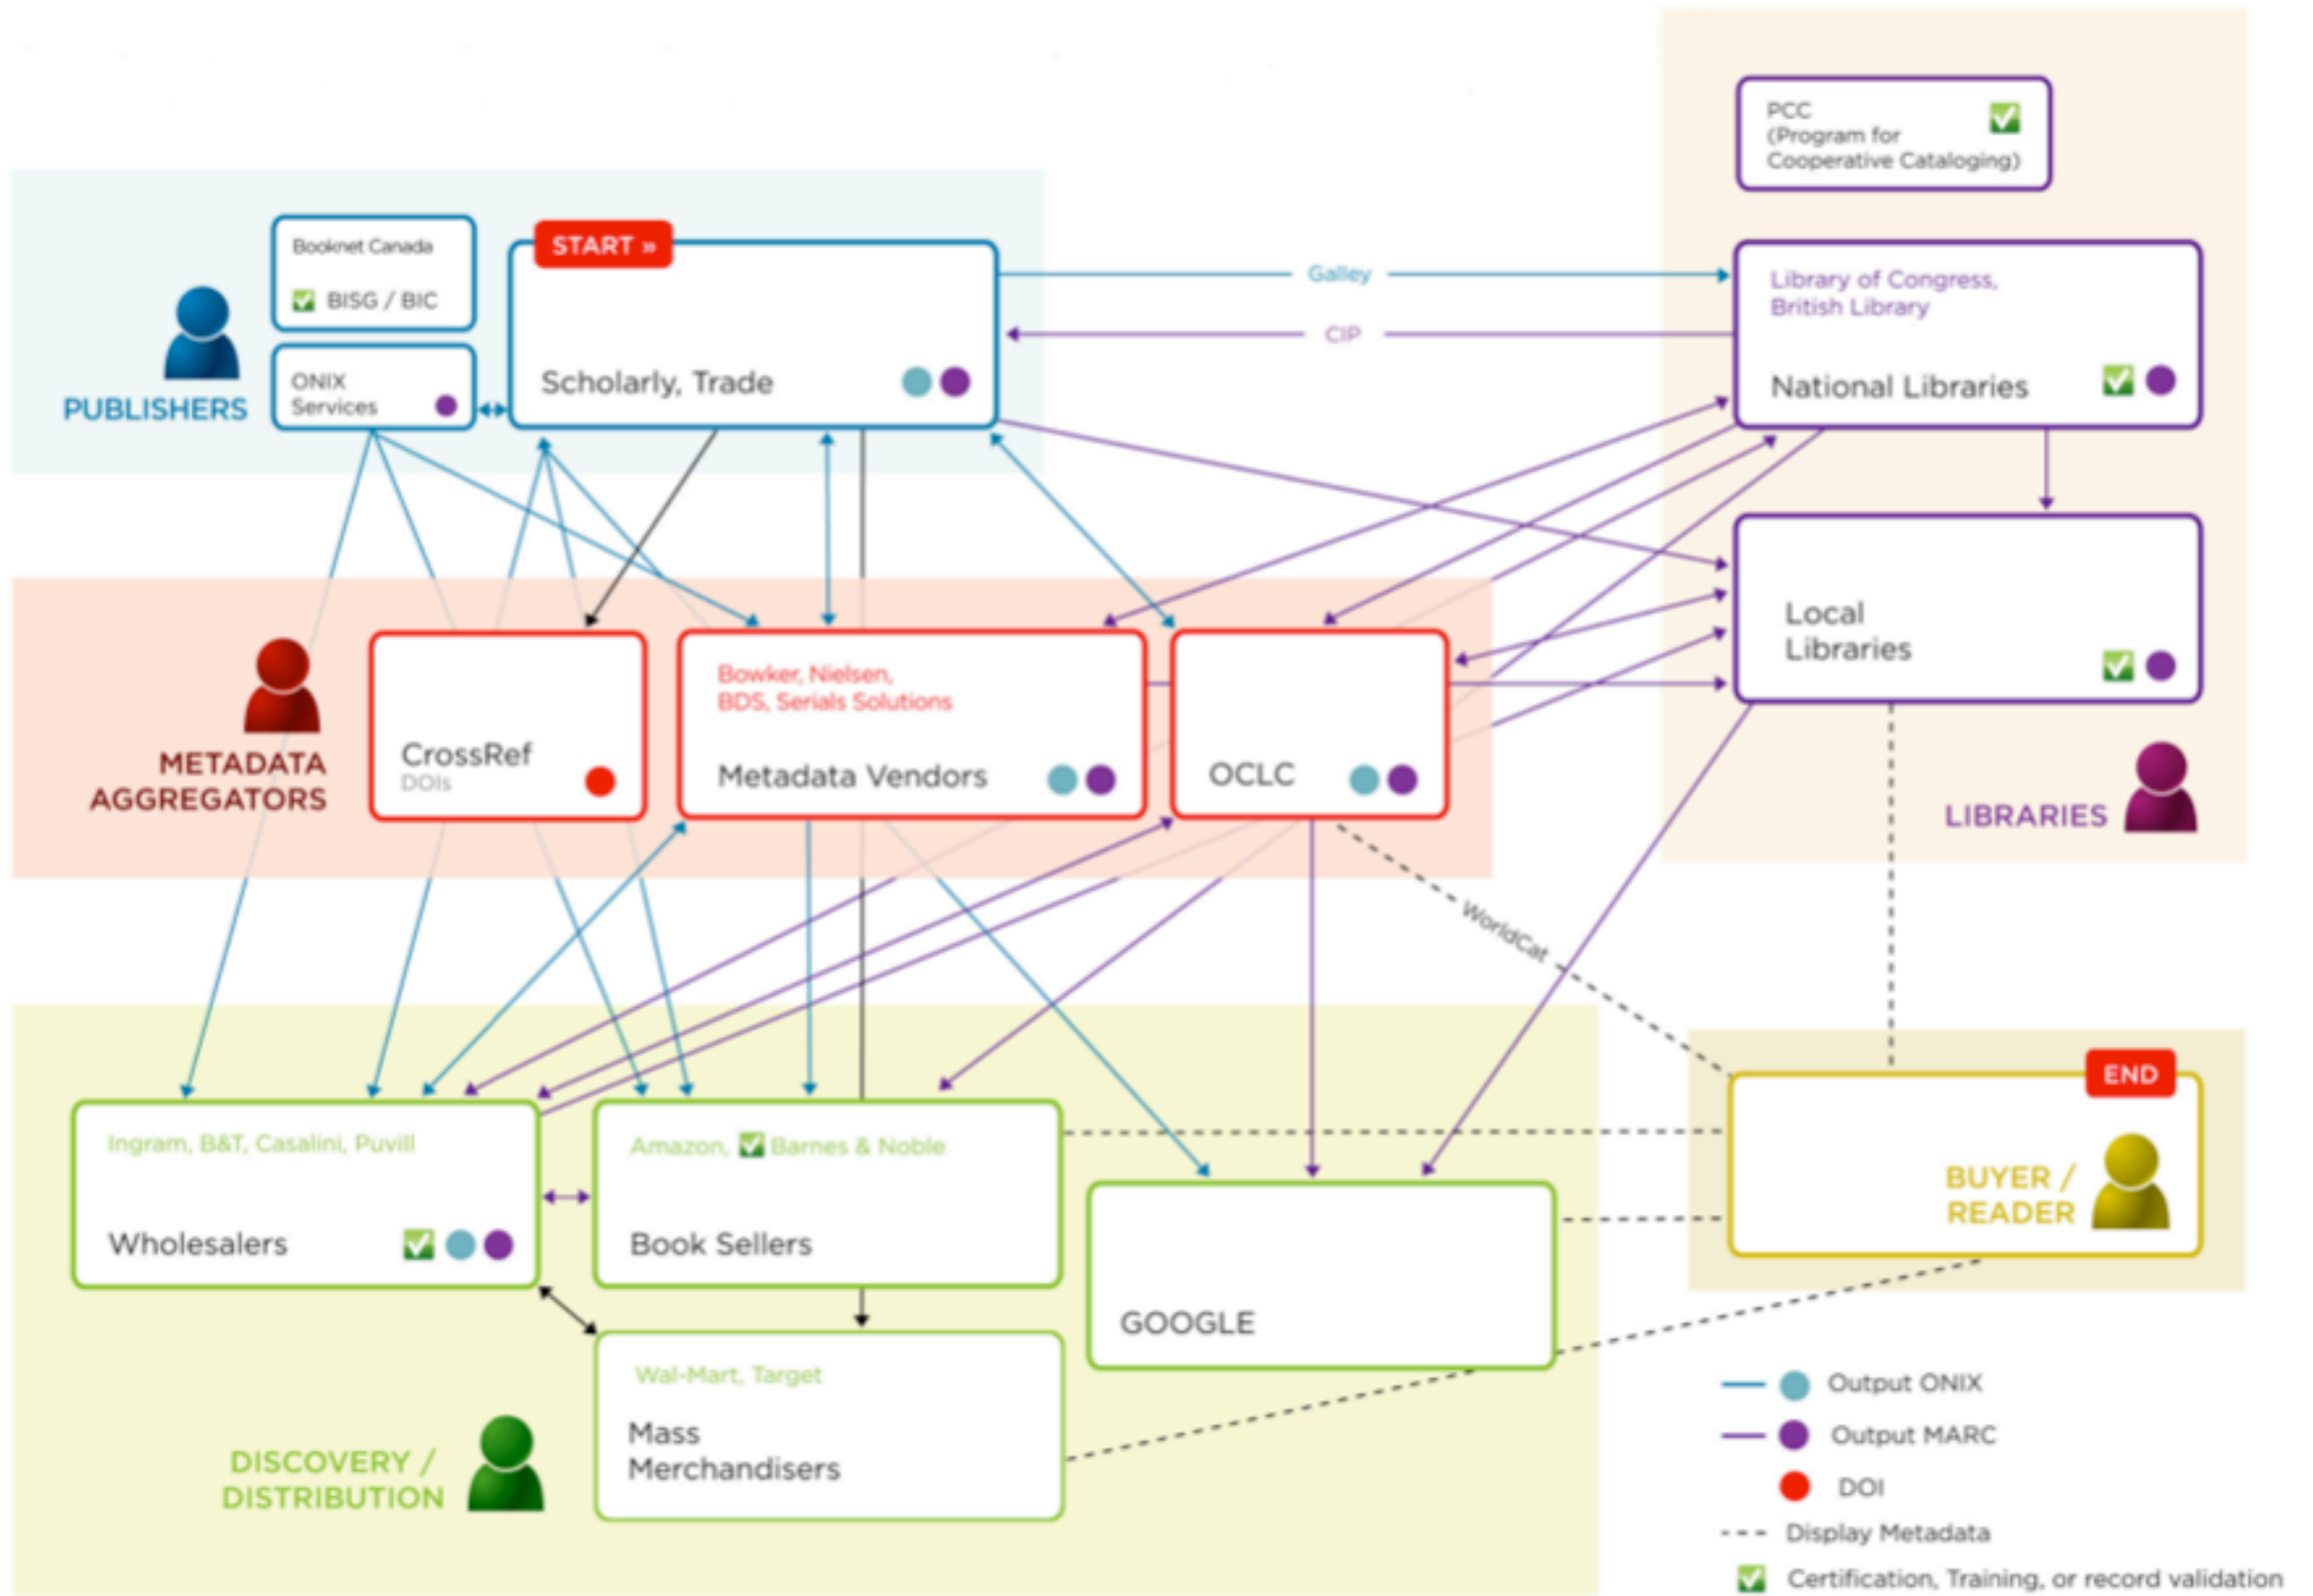 PCC
(Program for
Cooperative Cataloging)
Booknet Canada
BISG / BIC
ONIX
Services
PUBLISHERS
START »
Scholarly, Trade
Galley
CIP
Library of Congress,
British Library
National Libraries
Local
Libraries
LIBRARIES
METADATA
AGGREGATORS
CrossRef
DOIs
Bowker, Nielsen,
BDS, Serials Solutions
Metadata Vendors
OCLC
WorldCat
Ingram, B&T, Casalini, Puvill
Wholesalers
Amazon, Barnes & Noble
Book Sellers
GOOGLE
END
BUYER /
READER
Wal-Mart, Target
Mass
Merchandisers
DISCOVERY /
DISTRIBUTION
Output ONIX
Output MARC
DOI
Display Metadata
Certification, Training, or record validation